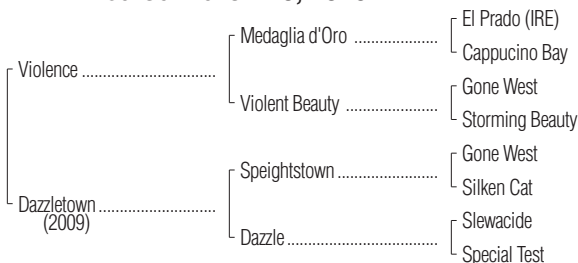 El Prado (IRE)
Medaglia d'Oro ......................
Cappucino Bay
Violence ...................................
Gone West
Violent Beauty ........................
Storming Beauty
Gone West
Speightstown ..........................
Silken Cat
Dazzletown ...............................
(2009)
Slewacide
Dazzle.......................................
Special Test